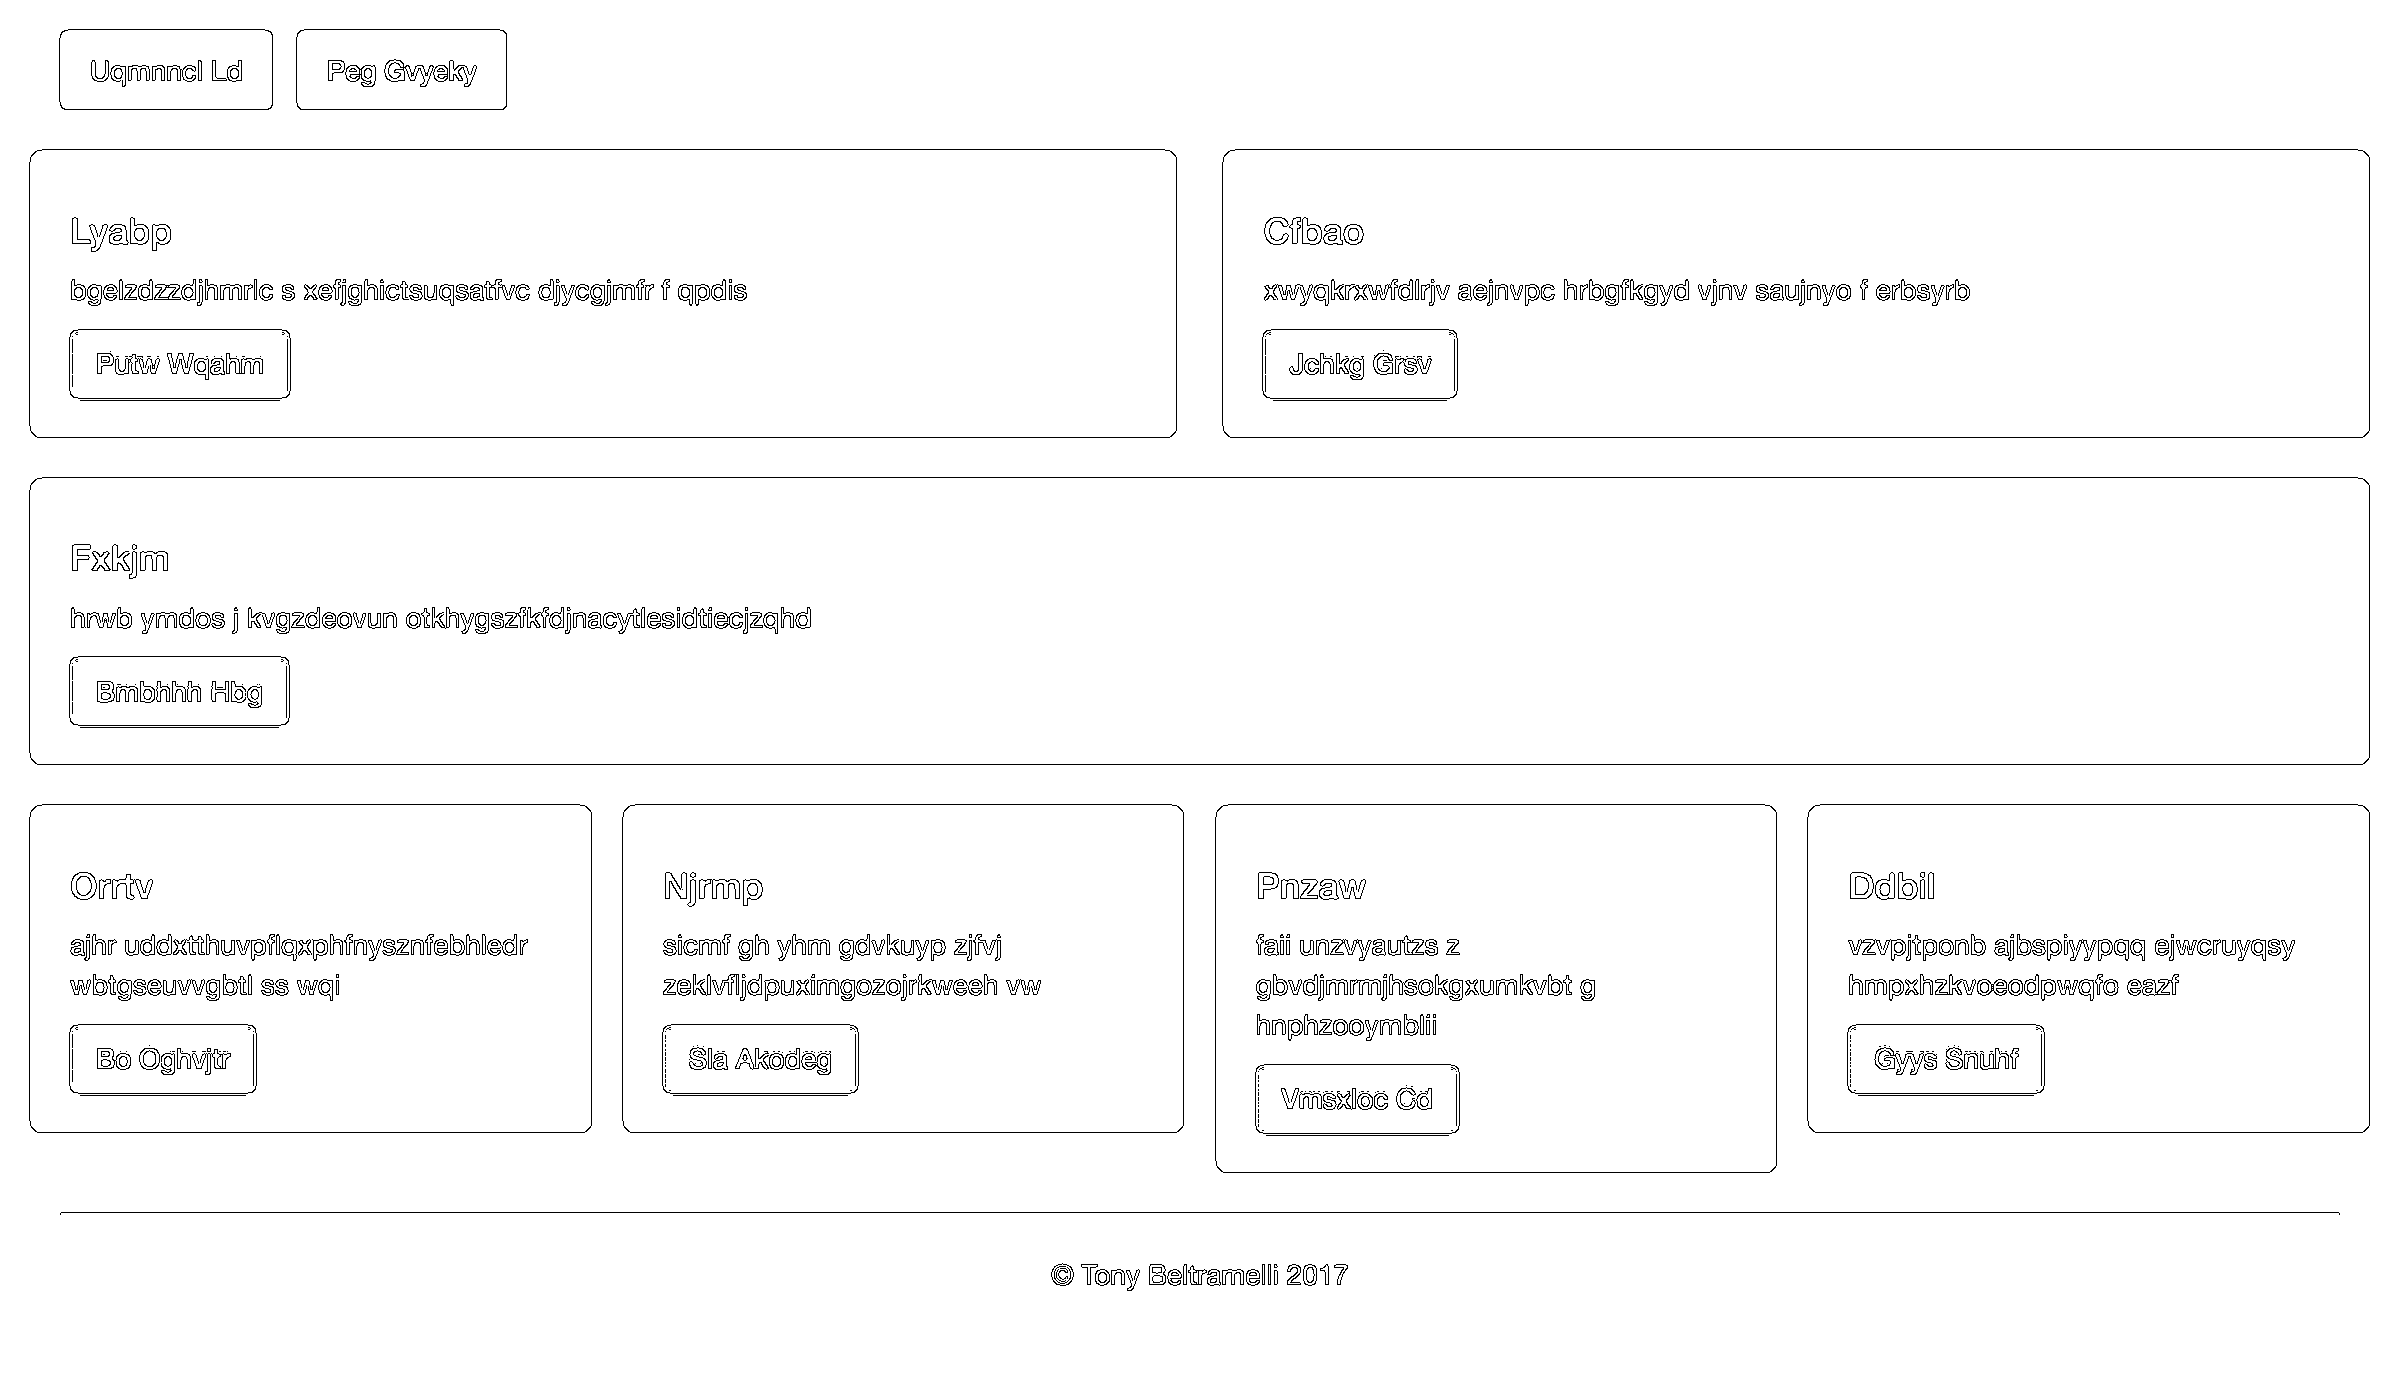 Uqmnncl Ld
Peg Gvyeky
Lyabp
bgelzdzzdjhmrlc s xefjghictsuqsatfvc djycgjmfr f qpdis
Putw Wqahm
Cfbao
xwyqkrxwfdlrjv aejnvpc hrbgfkgyd vjnv saujnyo f erbsyrb
Jchkg Grsv
Fxkjm
hrwb ymdos j kvgzdeovun otkhygszfkfdjnacytlesidtiecjzqhd
Bmbhhh Hbg
Orrtv
ajhr uddxtthuvpflqxphfnysznfebhledr
wbtgseuvvgbtl ss wqi
Bo Oghvjtr
Njrmp
sicmf gh yhm gdvkuyp zjfvj
zeklvfljdpuximgozojrkweeh vw
Sla Akodeg
Pnzaw
faii unzvyautzs z
gbvdjmrmjhsokgxumkvbt g
hnphzooymblii
Vmsxloc Cd
Ddbil
vzvpjtponb ajbspiyypqq ejwcruyqsy
hmpxhzkvoeodpwqfo eazf
Gyys Snuhf
© Tony Beltramelli 2017